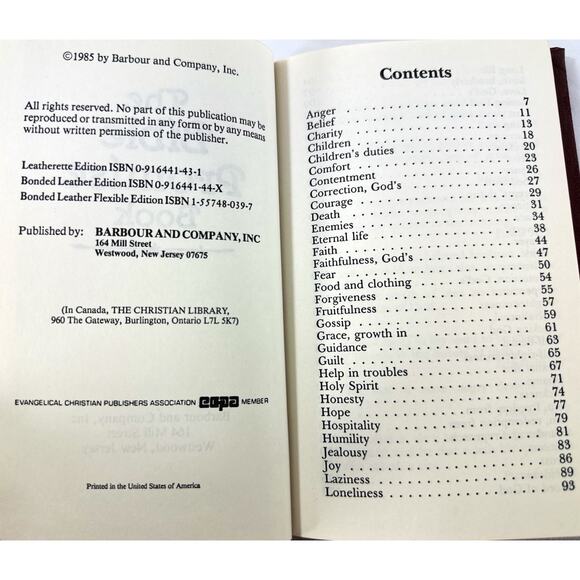 ©1985 by Barbour and Company, Inc.
All rights reserved. No part of this publication may be
reproduced or transmitted in any form or by any means
without written permission of the publisher.
Leatherette Edition ISBN 0-916441-43-1
Bonded Leather Edition ISBN 0-916441-44-X
Bonded Leather Flexible Edition ISBN 1-55748-039-7
Published by: BARBOUR AND COMPANY, INC
164 Mill Street
Westwood, New Jersey 07675
(In Canada, THE CHRISTIAN LIBRARY,
960 The Gateway, Burlington, Ontario L7L 5K7)
EVANGELICAL CHRISTIAN PUBLISHERS ASSOCIATION ecpa MEMBER
Printed in the United States of America
Contents
Anger 7
Belief 11
Charity 13
Children 18
Children's duties 20
Comfort 23
Contentment 26
Correction, God's 27
Courage 29
Death 31
Enemies 34
Eternal life 38
Faith 44
Faithfulness, God's 47
Fear 50
Food and clothing 54
Forgiveness 55
Fruitfulness 57
Gossip 59
Grace, growth in 61
Guidance 63
Guilt 65
Help in troubles 67
Holy Spirit 71
Honesty 74
Hope 77
Hospitality 79
Humility 81
Jealousy 83
Joy 86
Laziness 89
Loneliness 93